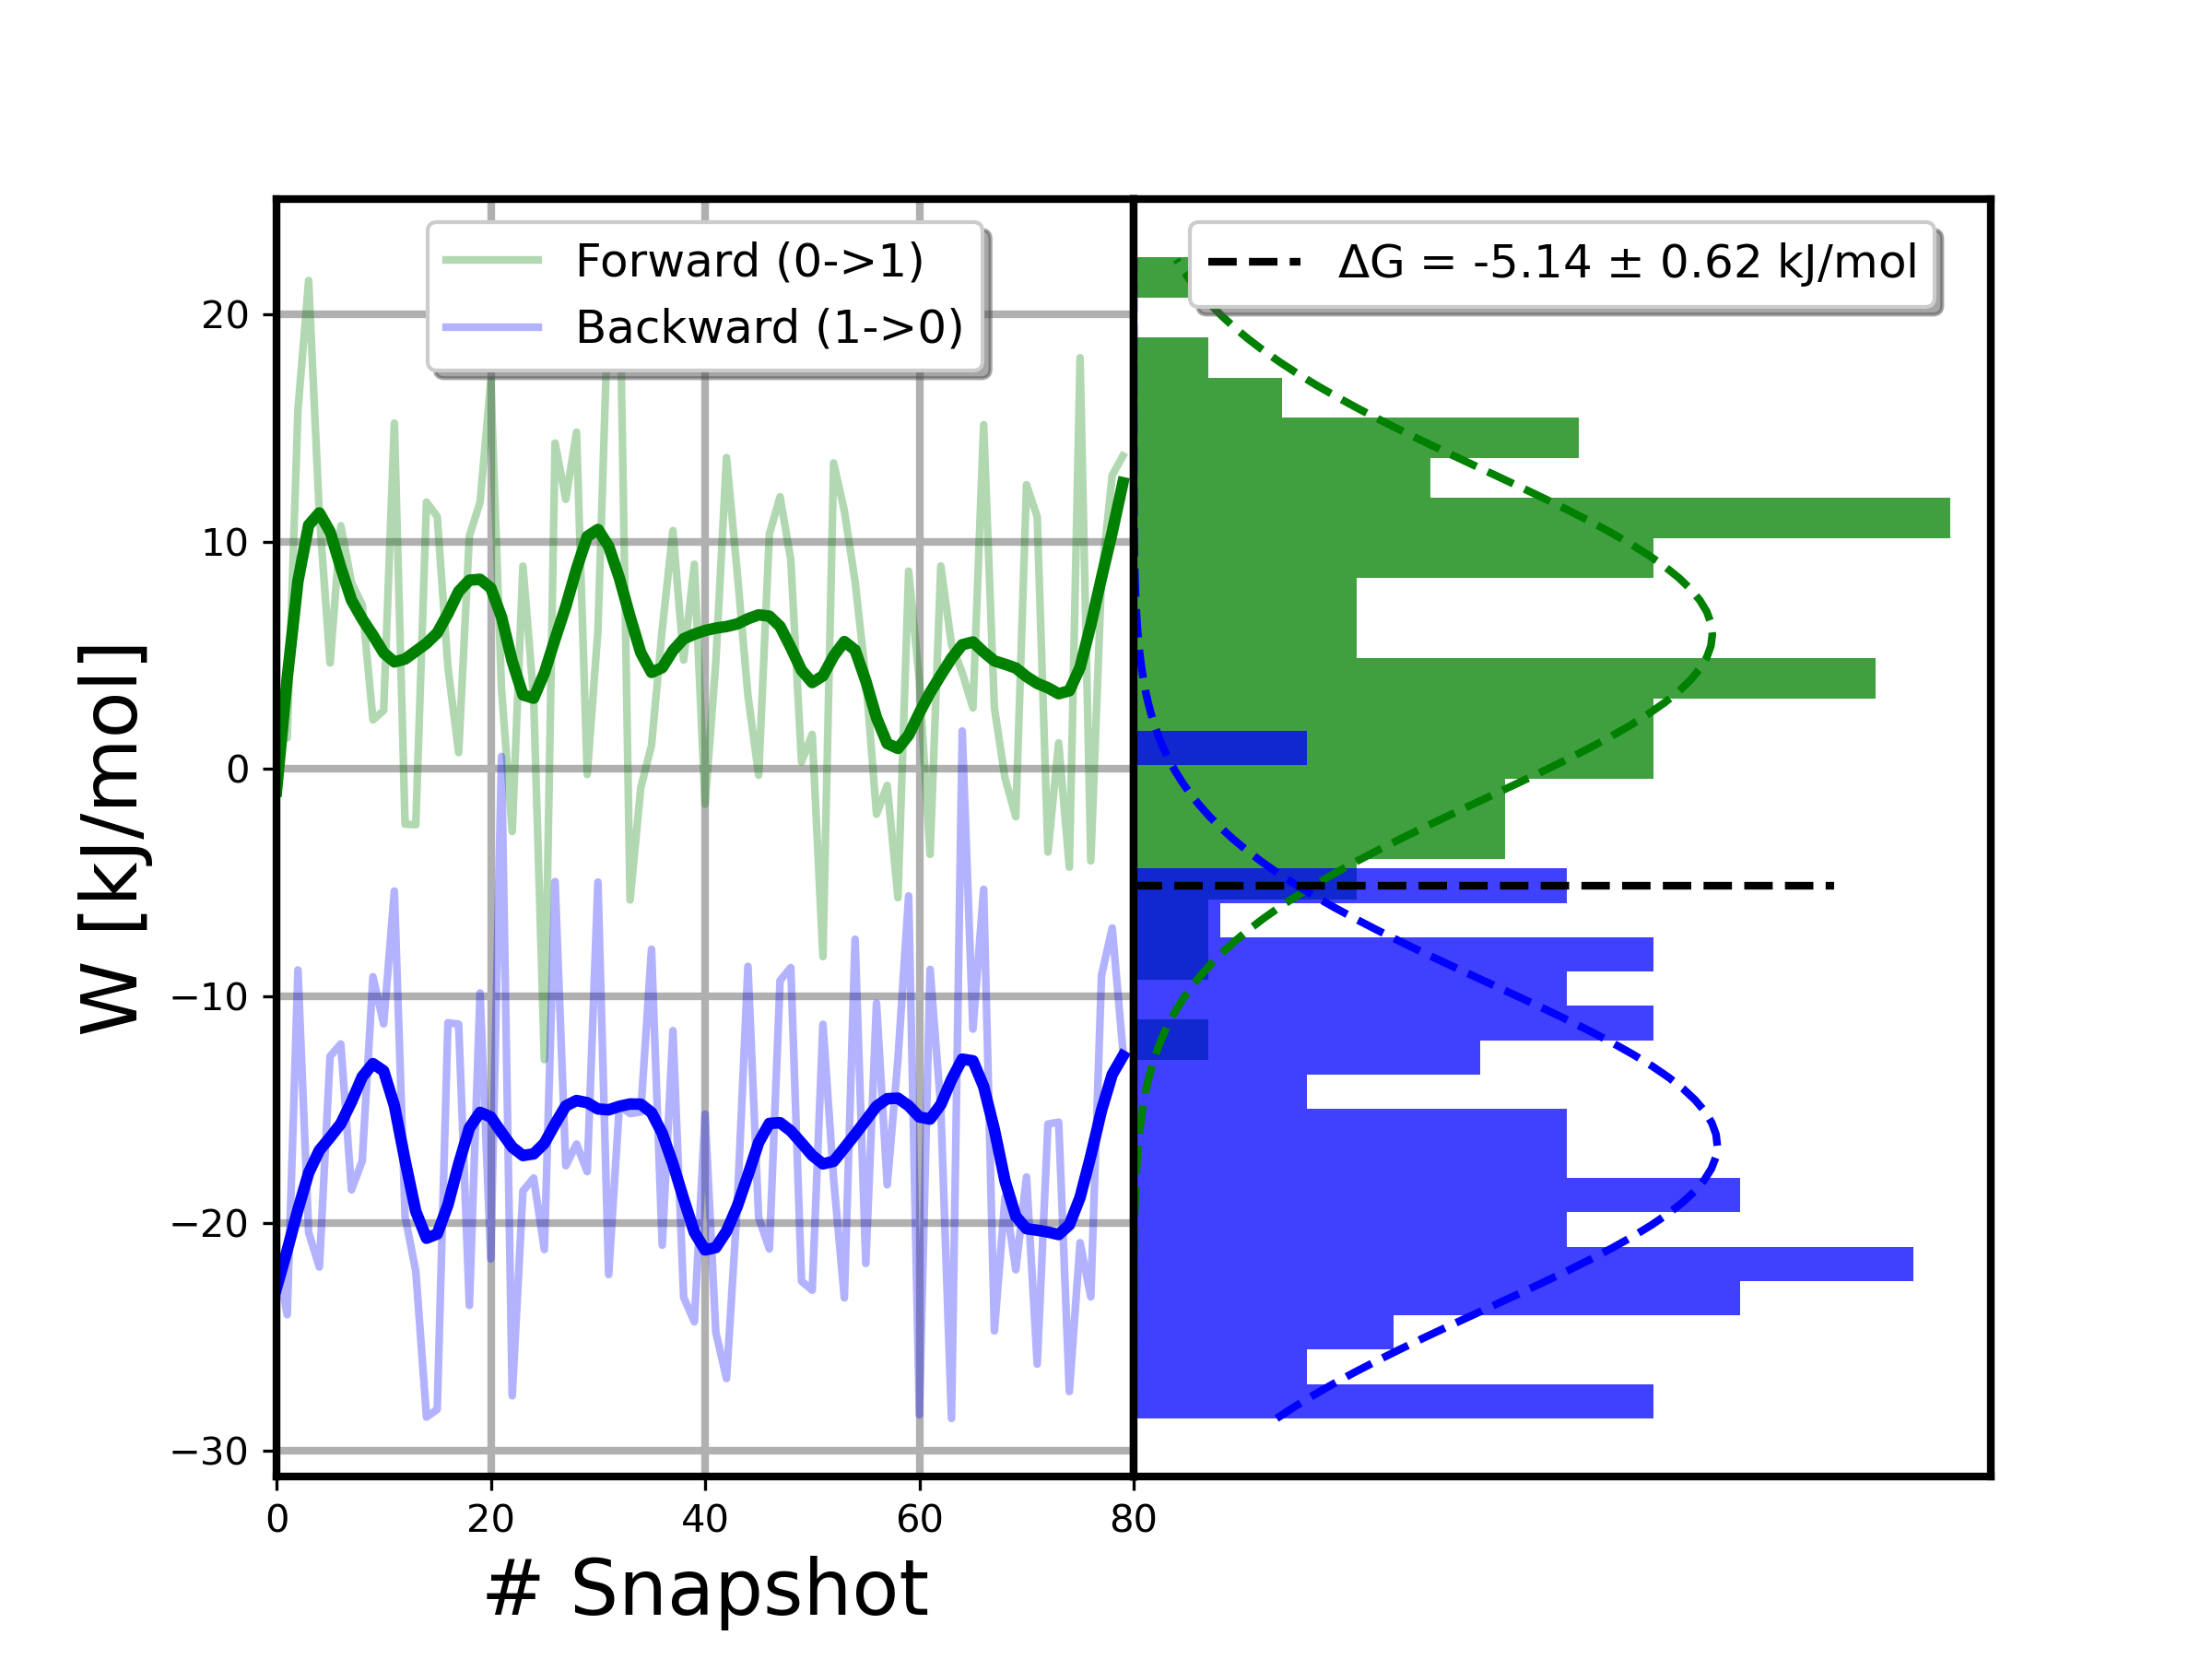 Forward (0->1)
Backward (1->0)
ΔG = -5.14 ± 0.62 kJ/mol
W [kJ/mol]
20
10
0
−10
−20
−30
0 20 40 60 80
# Snapshot